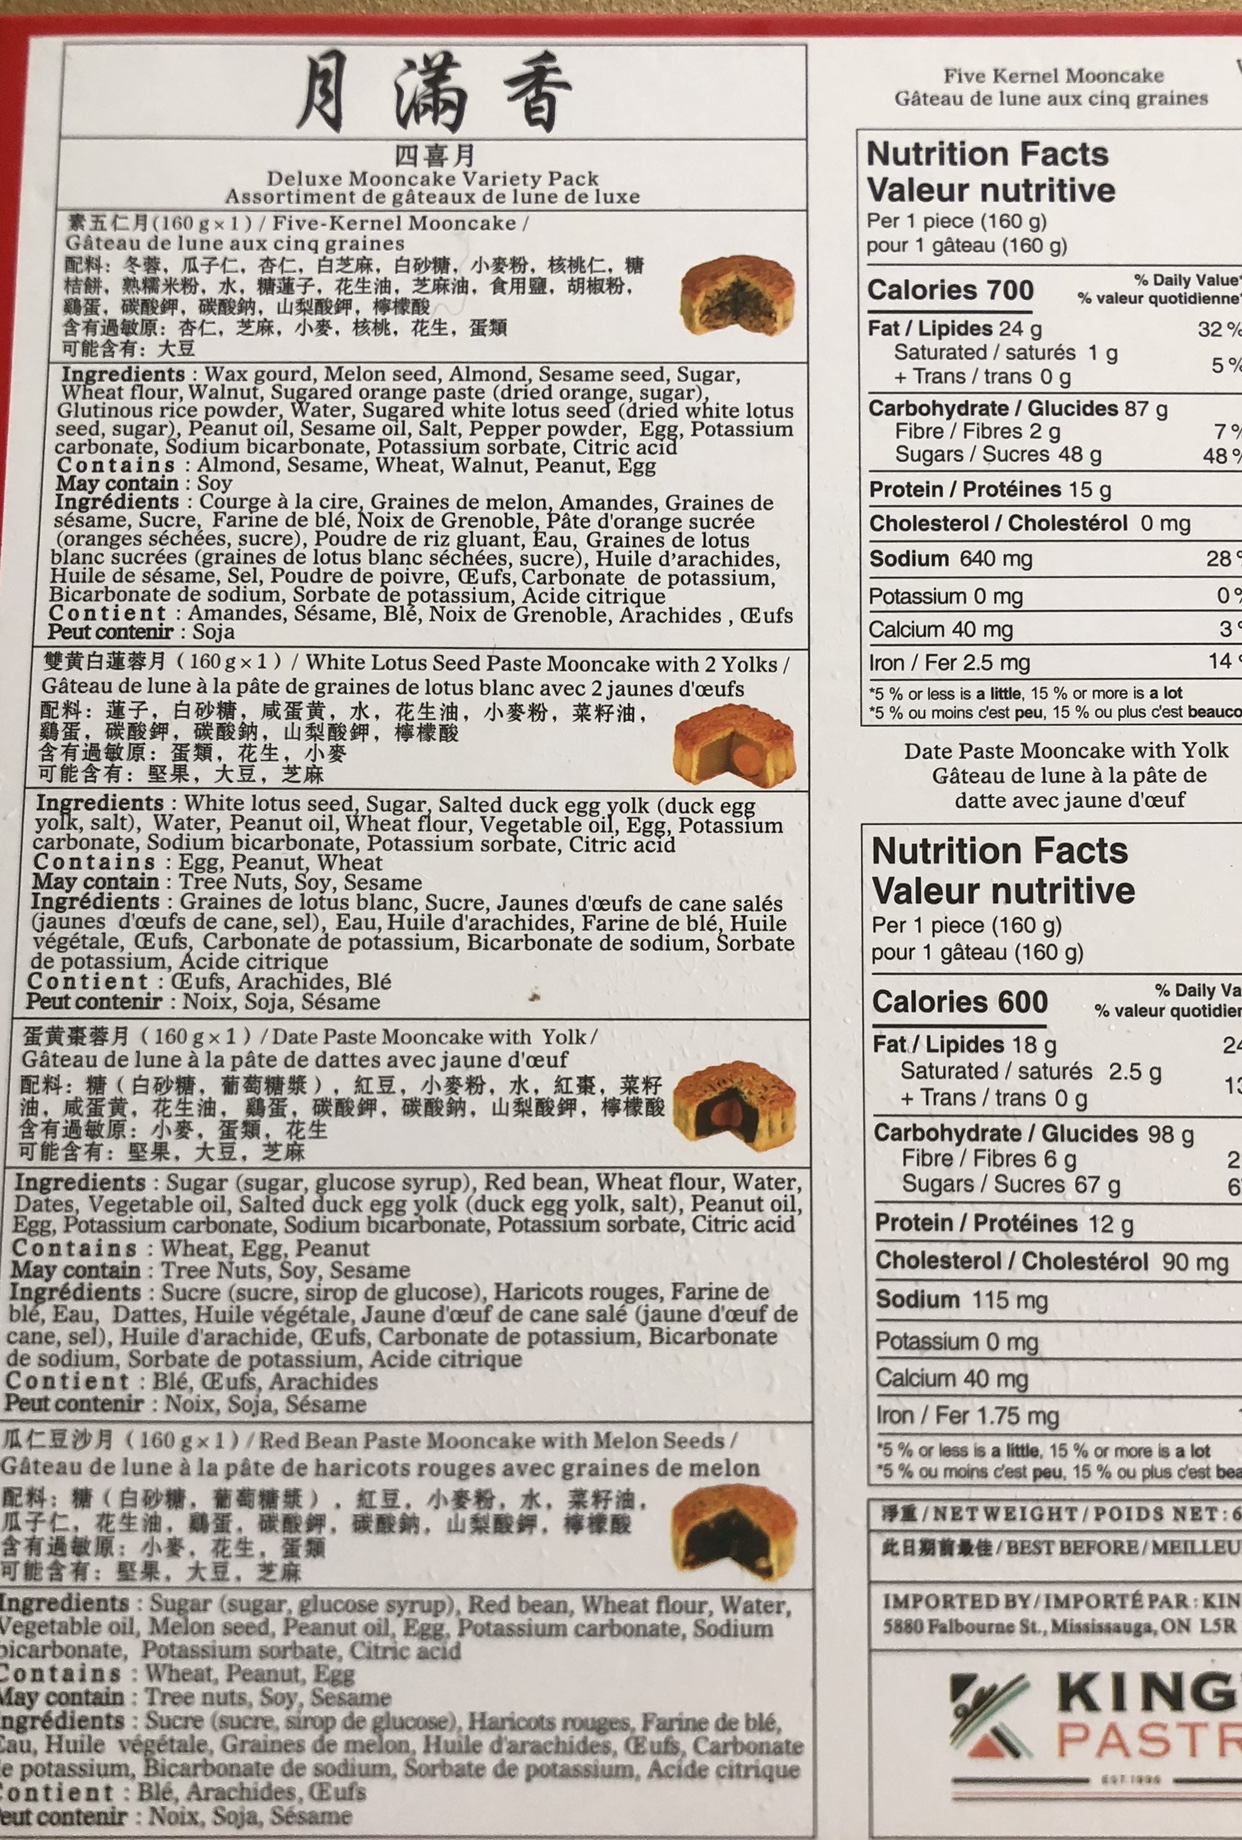 月滿香
四喜月
Deluxe Mooncake Variety Pack
Assortiment de gâteaux de lune de luxe
素五仁月(160 g×1) / Five-Kernel Mooncake /
Gâteau de lune aux cinq graines
配料：冬蓉，瓜子仁，杏仁，白芝麻，白砂糖，小麥粉，核桃仁，糖
桔餅，熟糯米粉，水，糖蓮子，花生油，芝麻油，食用鹽，胡椒粉，
鷄蛋，碳酸鉀，碳酸鈉，山梨酸鉀，檸檬酸
含有過敏原：杏仁，芝麻，小麥，核桃，花生，蛋類
可能含有：大豆
Ingredients : Wax gourd, Melon seed, Almond, Sesame seed, Sugar,
Wheat flour, Walnut, Sugared orange paste (dried orange, sugar),
Glutinous rice powder, Water, Sugared white lotus seed (dried white lotus
seed, sugar), Peanut oil, Sesame oil, Salt, Pepper powder, Egg, Potassium
carbonate, Sodium bicarbonate, Potassium sorbate, Citric acid
Contains : Almond, Sesame, Wheat, Walnut, Peanut, Egg
May contain : Soy
Ingrédients : Courge à la cire, Graines de melon, Amandes, Graines de
sésame, Sucre, Farine de blé, Noix de Grenoble, Pâte d'orange sucrée
(oranges séchées, sucre), Poudre de riz gluant, Eau, Graines de lotus
blanc sucrées (graines de lotus blanc séchées, sucre), Huile d'arachides,
Huile de sésame, Sel, Poudre de poivre, Œufs, Carbonate de potassium,
Bicarbonate de sodium, Sorbate de potassium, Acide citrique
Contient : Amandes, Sésame, Blé, Noix de Grenoble, Arachides , Œufs
Peut contenir : Soja
雙黄白蓮蓉月 ( 160 g×1 ) / White Lotus Seed Paste Mooncake with 2 Yolks /
Gâteau de lune à la pâte de graines de lotus blanc avec 2 jaunes d'œufs
配料：蓮子，白砂糖，咸蛋黄，水，花生油，小麥粉，菜籽油，
鷄蛋，碳酸鉀，碳酸鈉，山梨酸鉀，檸檬酸
含有過敏原：蛋類，花生，小麥
可能含有：堅果，大豆，芝麻
Ingredients : White lotus seed, Sugar, Salted duck egg yolk (duck egg
yolk, salt), Water, Peanut oil, Wheat flour, Vegetable oil, Egg, Potassium
carbonate, Sodium bicarbonate, Potassium sorbate, Citric acid
Contains : Egg, Peanut, Wheat
May contain : Tree Nuts, Soy, Sesame
Ingrédients : Graines de lotus blanc, Sucre, Jaunes d'œufs de cane salés
(jaunes d'œufs de cane, sel), Eau, Huile d'arachides, Farine de blé, Huile
végétale, Œufs, Carbonate de potassium, Bicarbonate de sodium, Sorbate
de potassium, Acide citrique
Contient : Œufs, Arachides, Blé
Peut contenir : Noix, Soja, Sésame
蛋黄棗蓉月 ( 160 g×1 ) / Date Paste Mooncake with Yolk /
Gâteau de lune à la pâte de dattes avec jaune d'œuf
配料：糖（白砂糖，葡萄糖漿），紅豆，小麥粉，水，紅棗，菜籽
油，咸蛋黄，花生油，鷄蛋，碳酸鉀，碳酸鈉，山梨酸鉀，檸檬酸
含有過敏原：小麥，蛋類，花生
可能含有：堅果，大豆，芝麻
Ingredients : Sugar (sugar, glucose syrup), Red bean, Wheat flour, Water,
Dates, Vegetable oil, Salted duck egg yolk (duck egg yolk, salt), Peanut oil,
Egg, Potassium carbonate, Sodium bicarbonate, Potassium sorbate, Citric acid
Contains : Wheat, Egg, Peanut
May contain : Tree Nuts, Soy, Sesame
Ingrédients : Sucre (sucre, sirop de glucose), Haricots rouges, Farine de
blé, Eau, Dattes, Huile végétale, Jaune d'œuf de cane salé (jaune d'œuf de
cane, sel), Huile d'arachide, Œufs, Carbonate de potassium, Bicarbonate
de sodium, Sorbate de potassium, Acide citrique
Contient : Blé, Œufs, Arachides
Peut contenir : Noix, Soja, Sésame
瓜仁豆沙月 ( 160 g×1 ) / Red Bean Paste Mooncake with Melon Seeds /
Gâteau de lune à la pâte de haricots rouges avec graines de melon
配料：糖（白砂糖，葡萄糖漿），紅豆，小麥粉，水，菜籽油，
瓜子仁，花生油，鷄蛋，碳酸鉀，碳酸鈉，山梨酸鉀，檸檬酸
含有過敏原：小麥，花生，蛋類
可能含有：堅果，大豆，芝麻
Ingredients : Sugar (sugar, glucose syrup), Red bean, Wheat flour, Water,
Vegetable oil, Melon seed, Peanut oil, Egg, Potassium carbonate, Sodium
bicarbonate, Potassium sorbate, Citric acid
Contains : Wheat, Peanut, Egg
May contain : Tree nuts, Soy, Sesame
Ingrédients : Sucre (sucre, sirop de glucose), Haricots rouges, Farine de blé,
Eau, Huile végétale, Graines de melon, Huile d'arachides, Œufs, Carbonate
de potassium, Bicarbonate de sodium, Sorbate de potassium, Acide citrique
Contient : Blé, Arachides, Œufs
Peut contenir : Noix, Soja, Sésame
Five Kernel Mooncake
Gâteau de lune aux cinq graines
Nutrition Facts
Valeur nutritive
Per 1 piece (160 g)
pour 1 gâteau (160 g)
Calories 700
% Daily Value*
% valeur quotidienne*
Fat / Lipides 24 g 32 %
Saturated / saturés 1 g
+ Trans / trans 0 g
5 %
Carbohydrate / Glucides 87 g
Fibre / Fibres 2 g 7 %
Sugars / Sucres 48 g 48 %
Protein / Protéines 15 g
Cholesterol / Cholestérol 0 mg
Sodium 640 mg 28 %
Potassium 0 mg 0 %
Calcium 40 mg 3 %
Iron / Fer 2.5 mg 14 %
*5 % or less is a little, 15 % or more is a lot
*5 % ou moins c'est peu, 15 % ou plus c'est beauco
Date Paste Mooncake with Yolk
Gâteau de lune à la pâte de
datte avec jaune d'œuf
Nutrition Facts
Valeur nutritive
Per 1 piece (160 g)
pour 1 gâteau (160 g)
Calories 600
% Daily Va
% valeur quotidien
Fat / Lipides 18 g 24
Saturated / saturés 2.5 g
+ Trans / trans 0 g
13
Carbohydrate / Glucides 98 g
Fibre / Fibres 6 g 2
Sugars / Sucres 67 g 6
Protein / Protéines 12 g
Cholesterol / Cholestérol 90 mg
Sodium 115 mg
Potassium 0 mg
Calcium 40 mg
Iron / Fer 1.75 mg
*5 % or less is a little, 15 % or more is a lot
*5 % ou moins c'est peu, 15 % ou plus c'est bea
淨重 / NET WEIGHT / POIDS NET : 6
此日期前最佳 / BEST BEFORE / MEILLEU
IMPORTED BY / IMPORTÉ PAR : KIN
5880 Falbourne St., Mississauga, ON L5R
KING'
PASTR
EST.1996